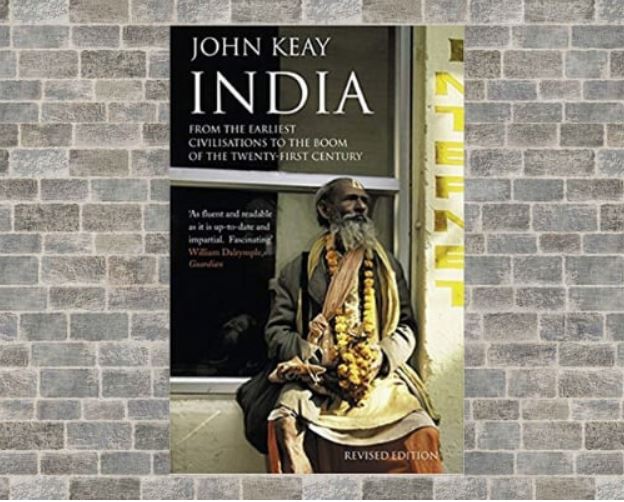 JOHN KEAY
INDIA
FROM THE EARLIEST
CIVILISATIONS TO THE BOOM
OF THE TWENTY-FIRST CENTURY
'As fluent and readable
as it is up-to-date and
impartial. Fascinating'
William Dalrymple,
Guardian
INTERNET
REVISED EDITION